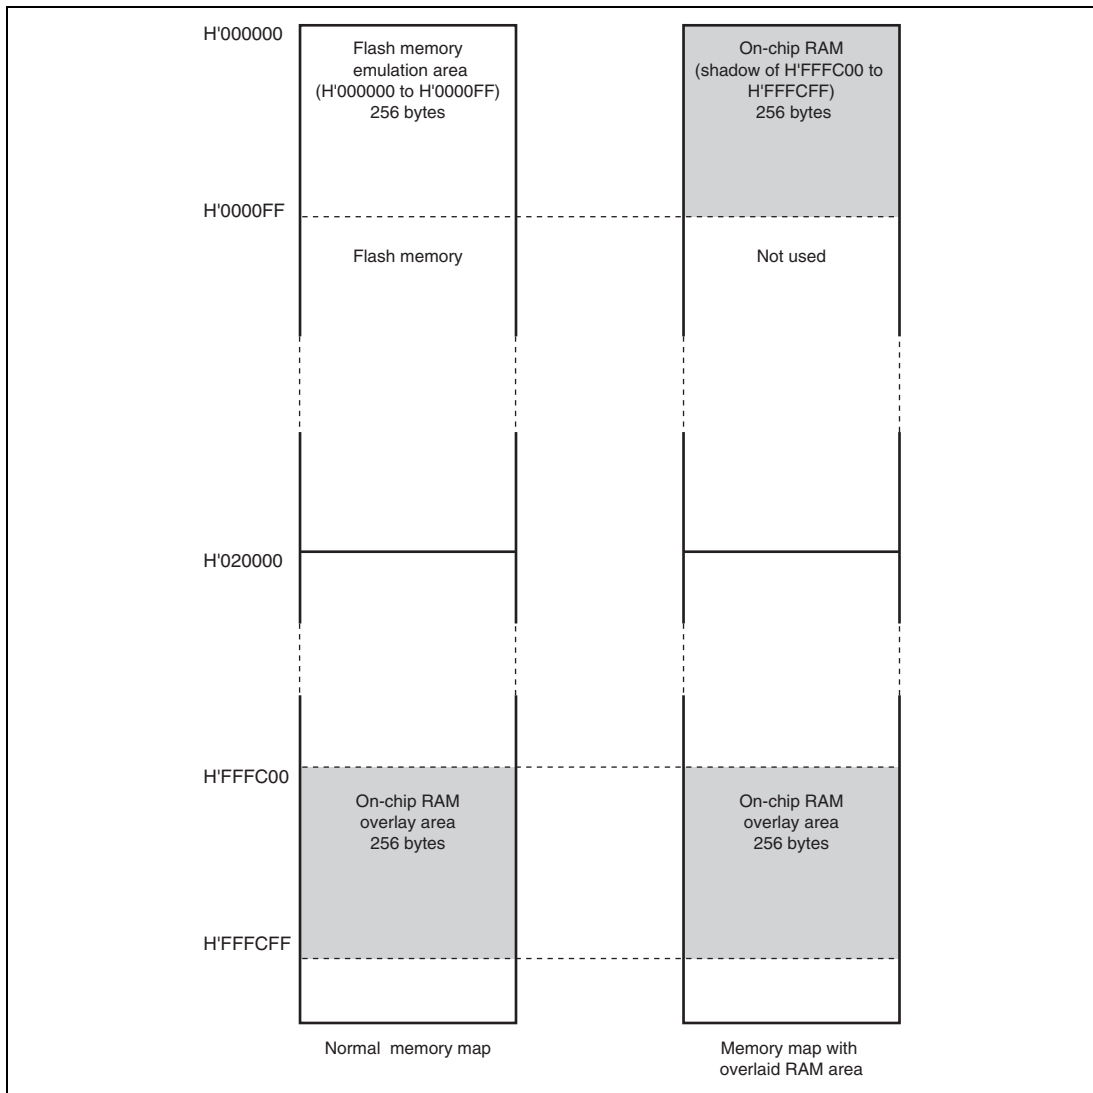 H'000000
Flash memory
emulation area
(H'000000 to H'0000FF)
256 bytes
On-chip RAM
(shadow of H'FFFC00 to
H'FFFCFF)
256 bytes
H'0000FF
Flash memory
Not used
H'020000
H'FFFC00
On-chip RAM
overlay area
256 bytes
On-chip RAM
overlay area
256 bytes
H'FFFCFF
Normal memory map
Memory map with
overlaid RAM area